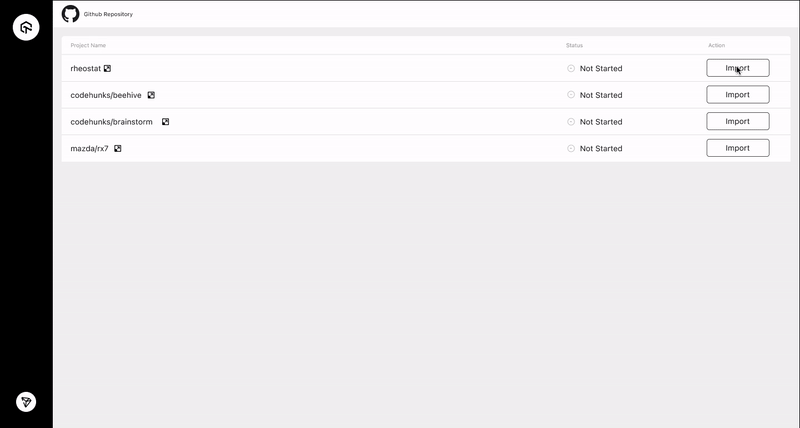 Github Repository
Project Name Status Action
rheostat Not Started Import
codehunks/beehive Not Started Import
codehunks/brainstorm Not Started Import
mazda/rx7 Not Started Import